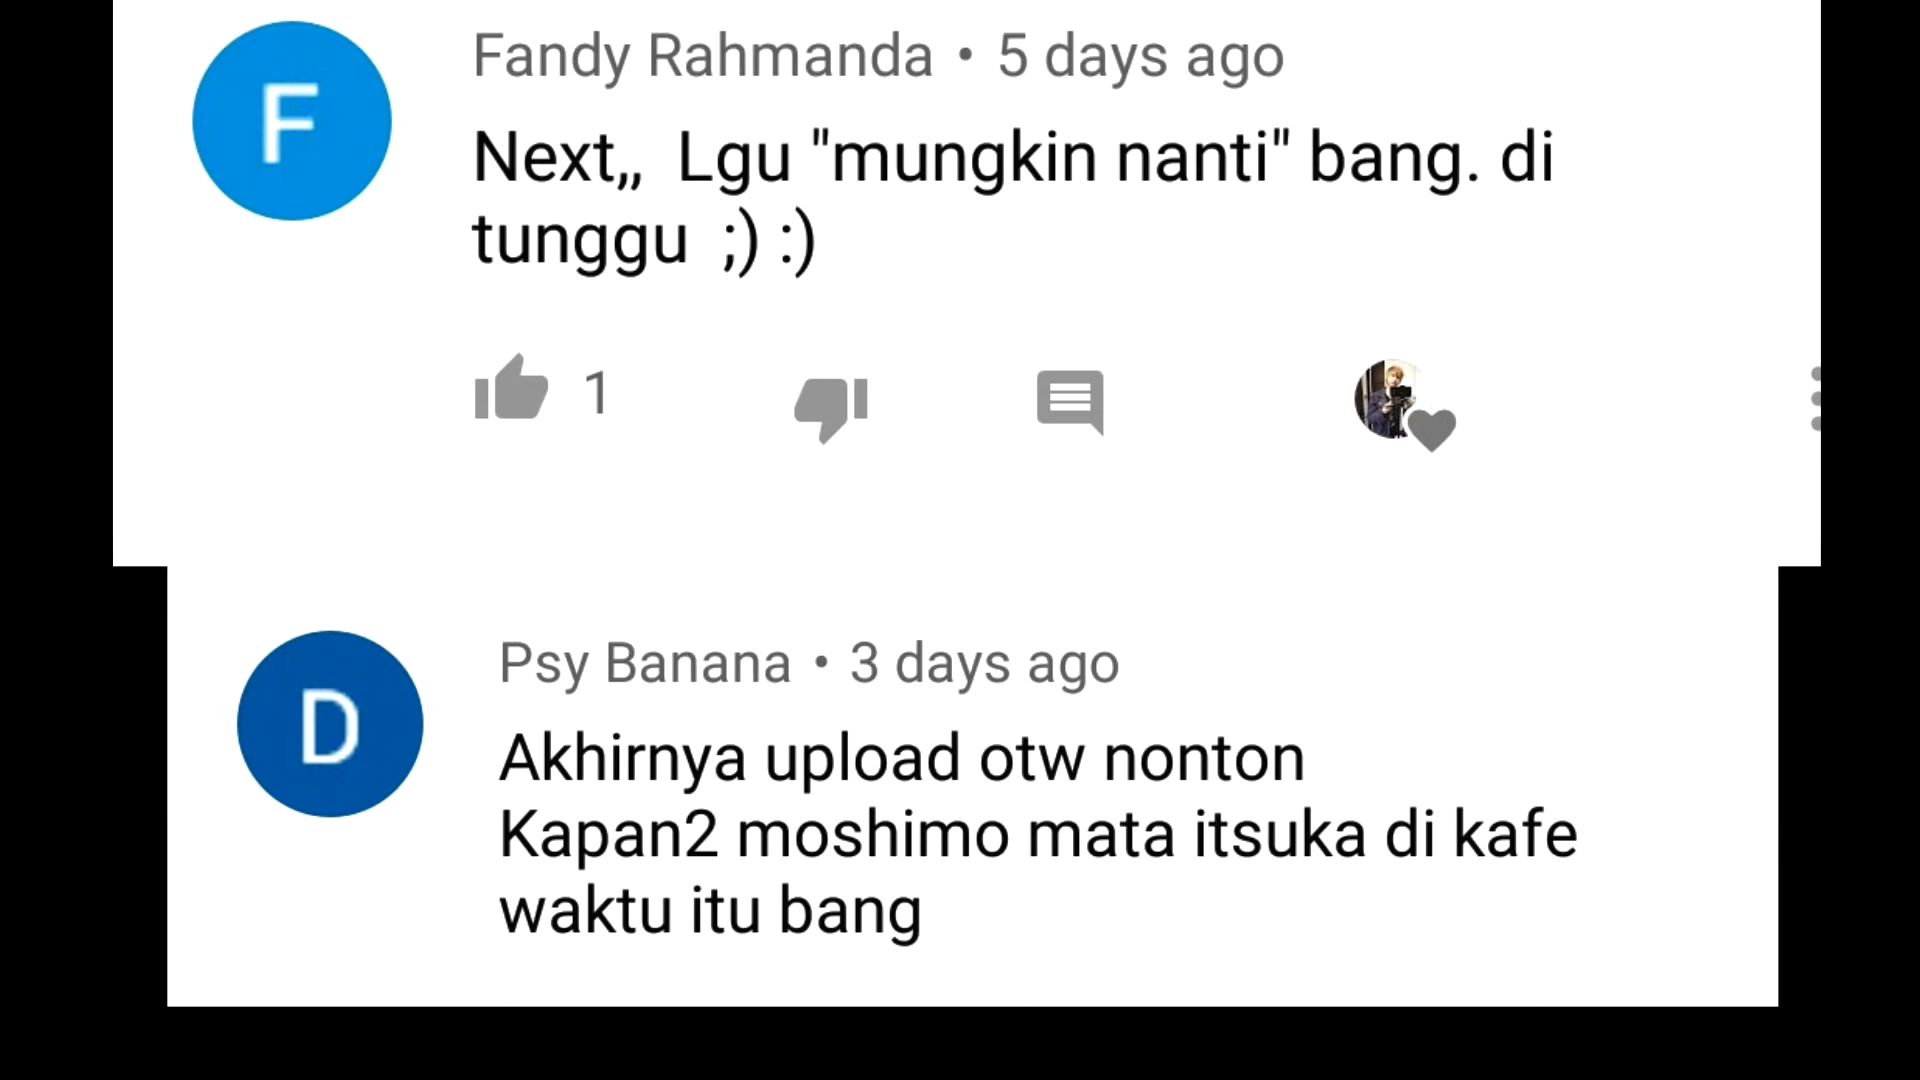 F
Fandy Rahmanda • 5 days ago
Next,,  Lgu "mungkin nanti" bang. di
tunggu  ;) :)
1
D
Psy Banana • 3 days ago
Akhirnya upload otw nonton
Kapan2 moshimo mata itsuka di kafe
waktu itu bang